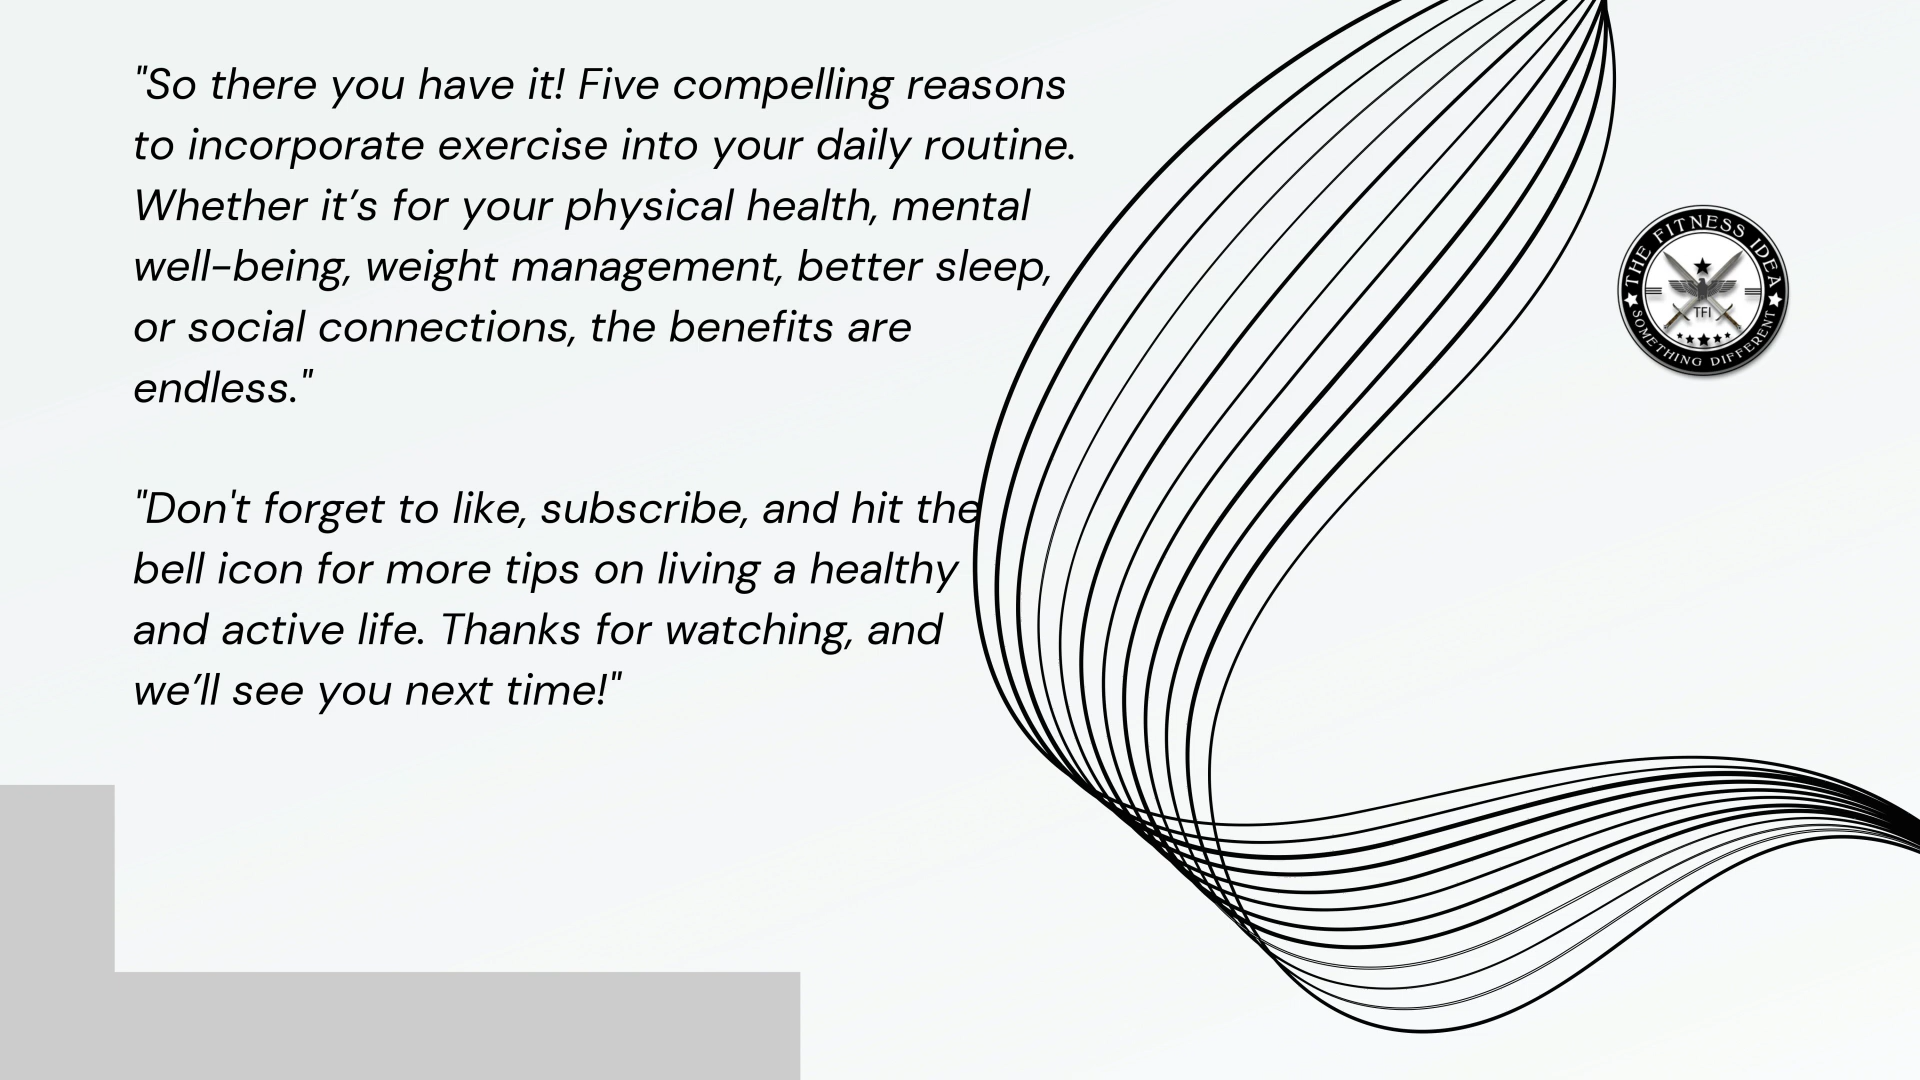 "So there you have it! Five compelling reasons
to incorporate exercise into your daily routine.
Whether it’s for your physical health, mental
well-being, weight management, better sleep,
or social connections, the benefits are
endless."
"Don't forget to like, subscribe, and hit the
bell icon for more tips on living a healthy
and active life. Thanks for watching, and
we’ll see you next time!"
THE FITNESS IDEA
TFI
SOMETHING DIFFERENT